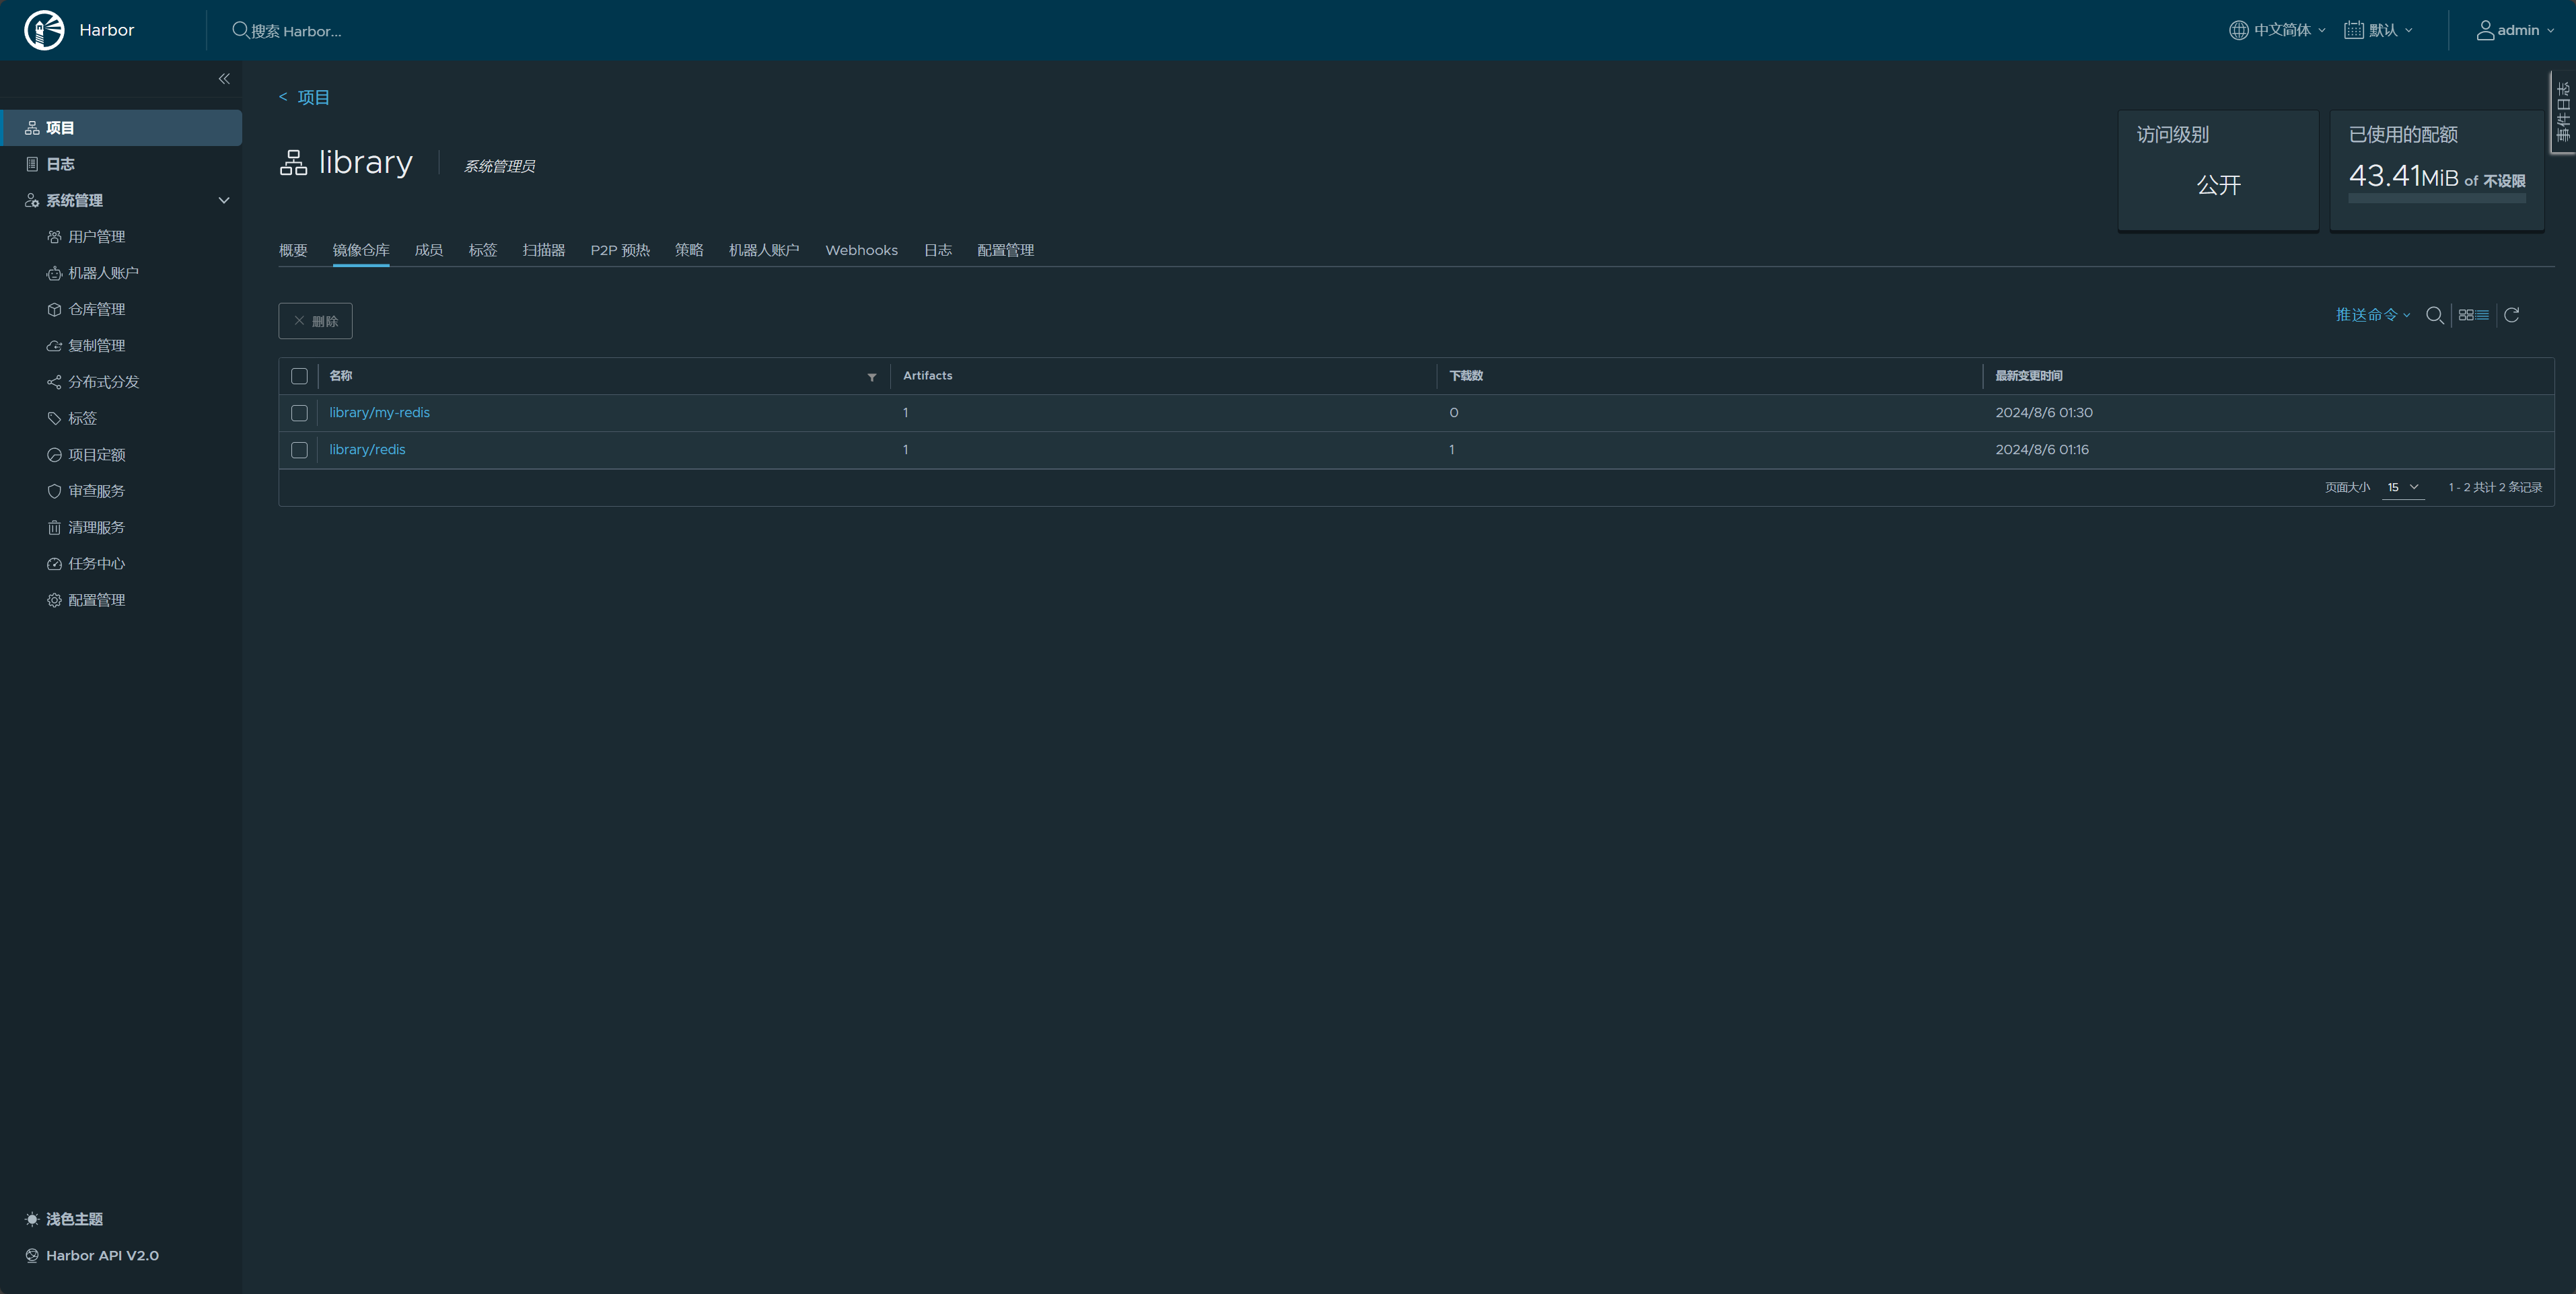 Harbor
搜索 Harbor...
中文简体
默认
admin
事件日志
项目
日志
系统管理
用户管理
机器人账户
仓库管理
复制管理
分布式分发
标签
项目定额
审查服务
清理服务
任务中心
配置管理
浅色主题
Harbor API V2.0
< 项目
library
系统管理员
访问级别
公开
已使用的配额
43.41MiB of 不设限
概要 镜像仓库 成员 标签 扫描器 P2P 预热 策略 机器人账户 Webhooks 日志 配置管理
删除
推送命令
名称 Artifacts 下载数 最新变更时间
library/my-redis 1 0 2024/8/6 01:30
library/redis 1 1 2024/8/6 01:16
页面大小 15 1 - 2 共计 2 条记录